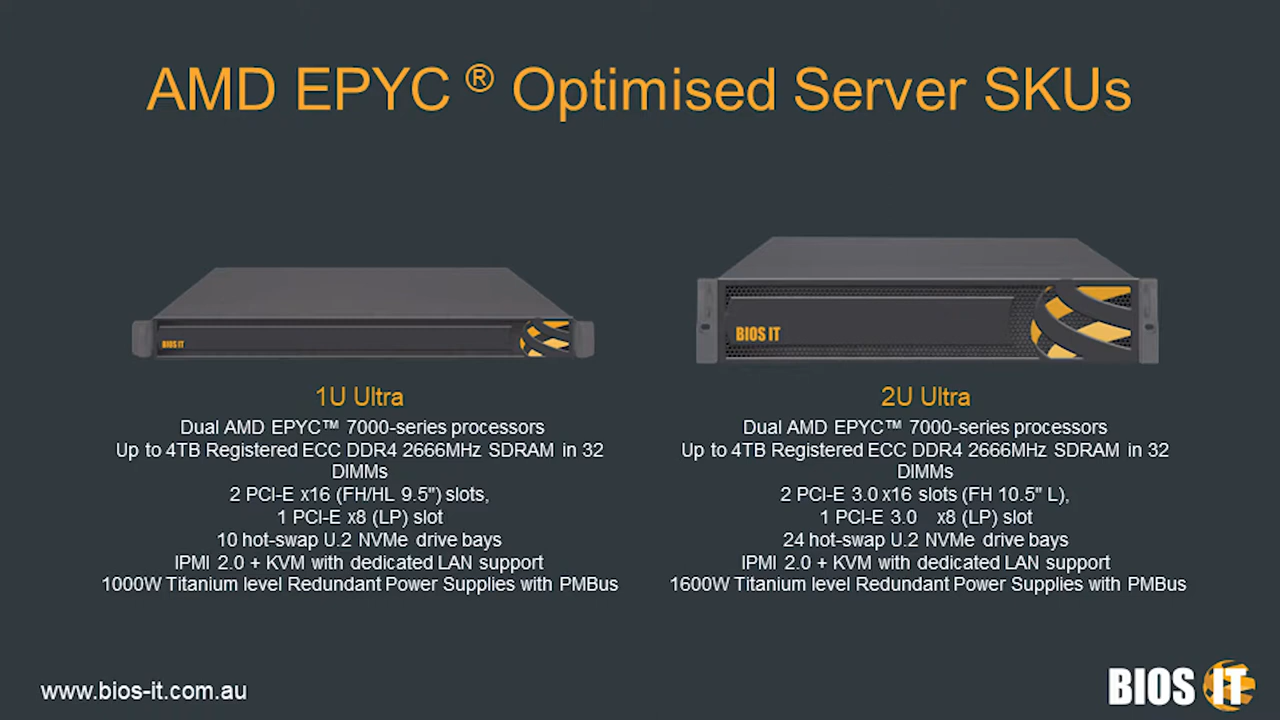 AMD EPYC ® Optimised Server SKUs
BIOS IT
BIOS IT
1U Ultra
Dual AMD EPYC™ 7000-series processors
Up to 4TB Registered ECC DDR4 2666MHz SDRAM in 32
DIMMs
2 PCI-E x16 (FH/HL 9.5") slots,
1 PCI-E x8 (LP) slot
10 hot-swap U.2 NVMe drive bays
IPMI 2.0 + KVM with dedicated LAN support
1000W Titanium level Redundant Power Supplies with PMBus
2U Ultra
Dual AMD EPYC™ 7000-series processors
Up to 4TB Registered ECC DDR4 2666MHz SDRAM in 32
DIMMs
2 PCI-E 3.0 x16 slots (FH 10.5" L),
1 PCI-E 3.0 x8 (LP) slot
24 hot-swap U.2 NVMe drive bays
IPMI 2.0 + KVM with dedicated LAN support
1600W Titanium level Redundant Power Supplies with PMBus
www.bios-it.com.au
BIOS IT